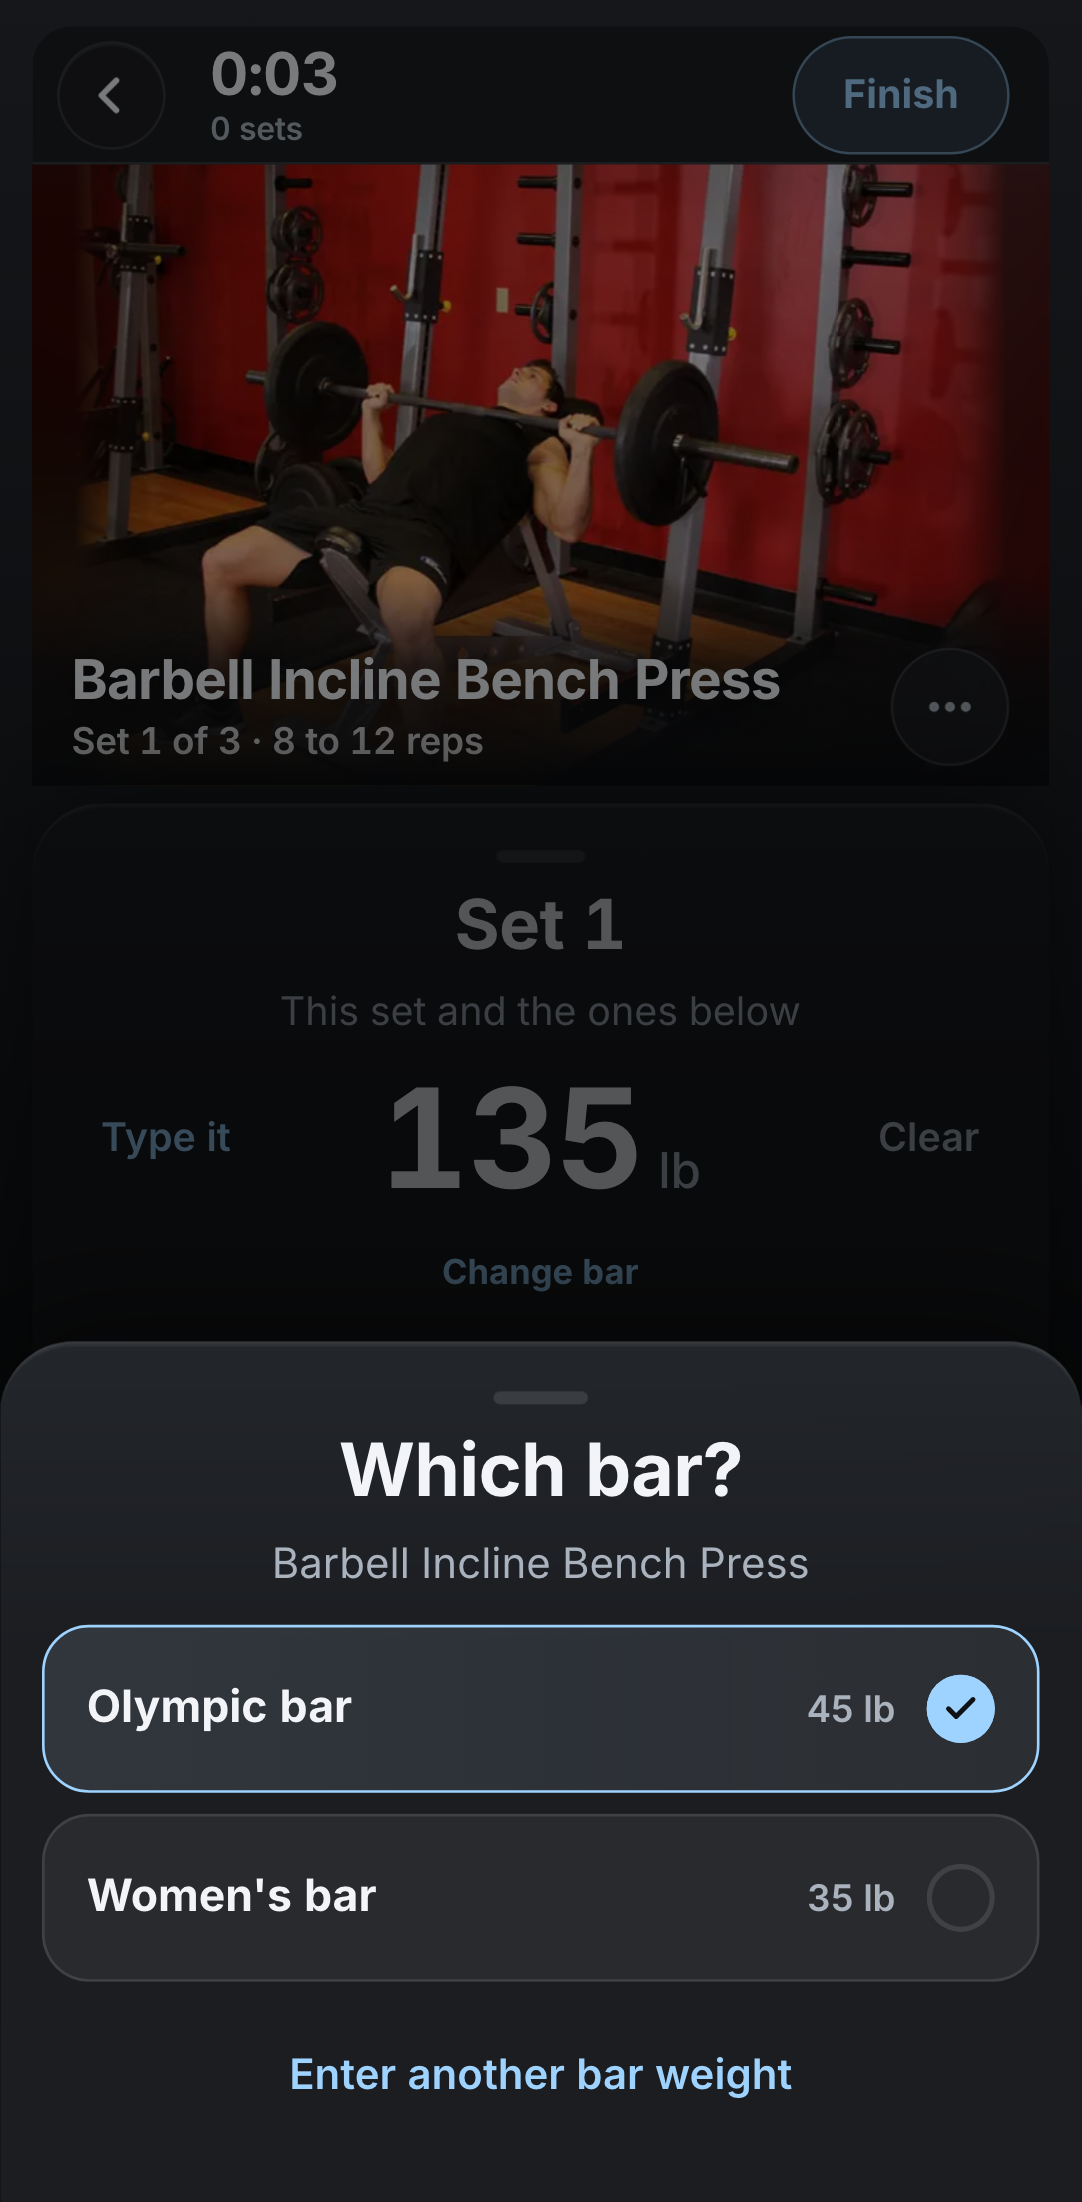 0:03
0 sets
Finish
Barbell Incline Bench Press
Set 1 of 3 · 8 to 12 reps
Set 1
This set and the ones below
Type it
135 lb
Clear
Change bar
Which bar?
Barbell Incline Bench Press
Olympic bar
45 lb
Women's bar
35 lb
Enter another bar weight